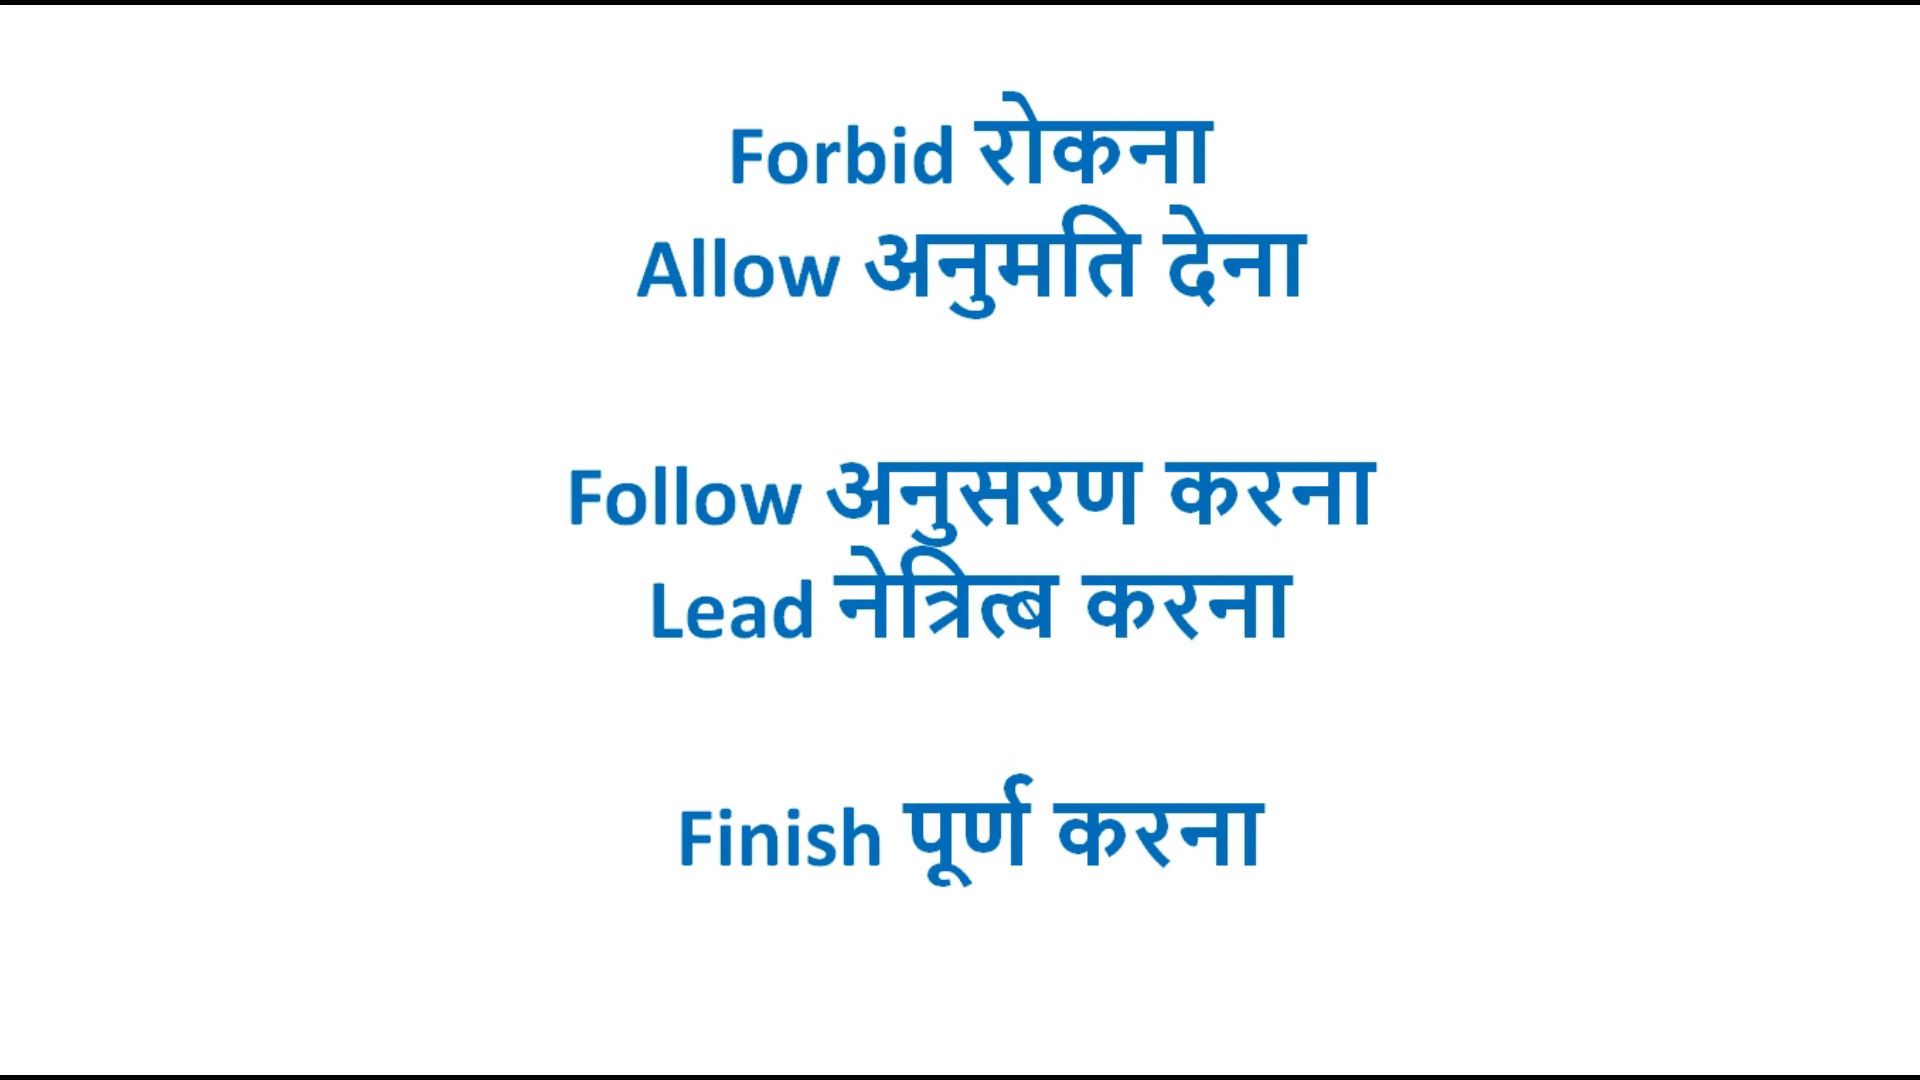 Forbid रोकना
Allow अनुमति देना
Follow अनुसरण करना
Lead नेत्रित्ब करना
Finish पूर्ण करना